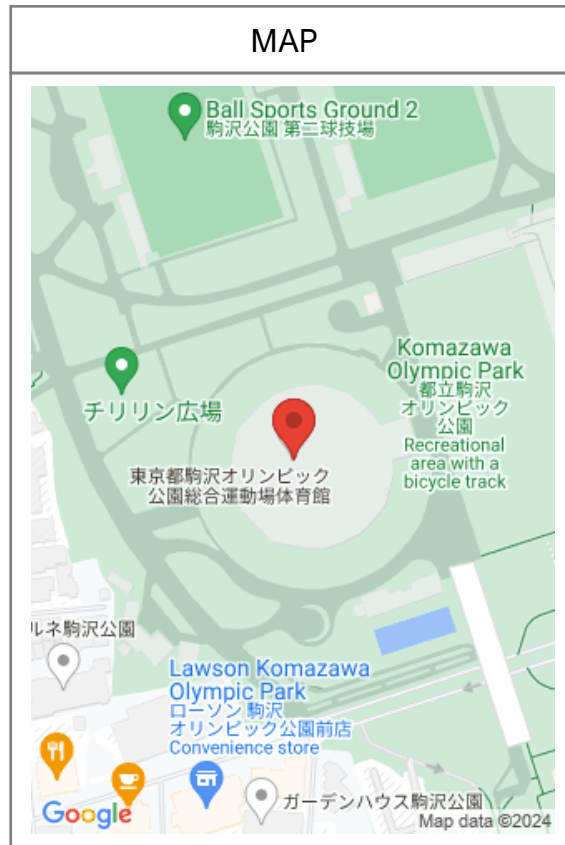 MAP
Ball Sports Ground 2
駒沢公園 第二球技場
Komazawa
Olympic Park
都立駒沢
オリンピック
公園
Recreational
area with a
bicycle track
チリリン広場
東京都駒沢オリンピック
公園総合運動場体育館
ルネ駒沢公園
Lawson Komazawa
Olympic Park
ローソン 駒沢
オリンピック公園前店
Convenience store
ガーデンハウス駒沢公園
Google
Map data ©2024